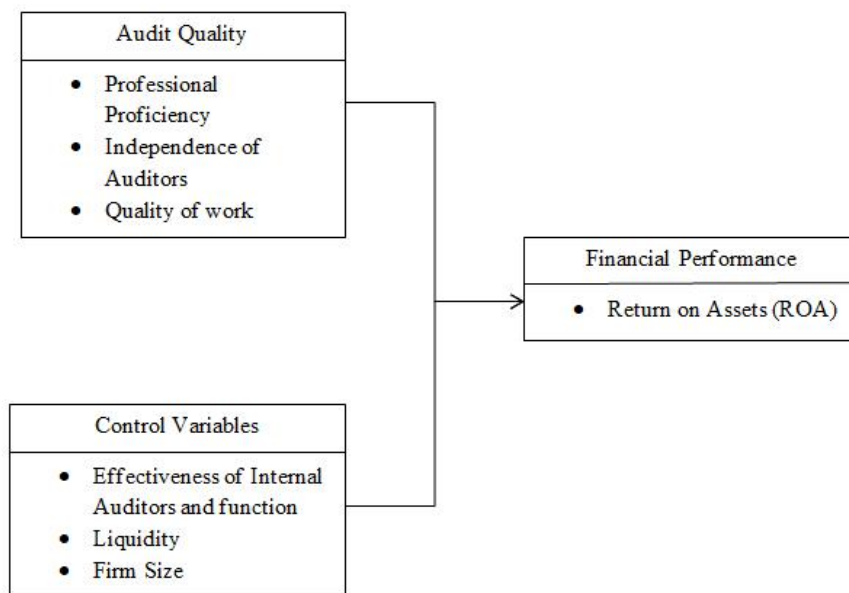 Audit Quality
• Professional
Proficiency
• Independence of
Auditors
• Quality of work
Financial Performance
• Return on Assets (ROA)
Control Variables
• Effectiveness of Internal
Auditors and function
• Liquidity
• Firm Size